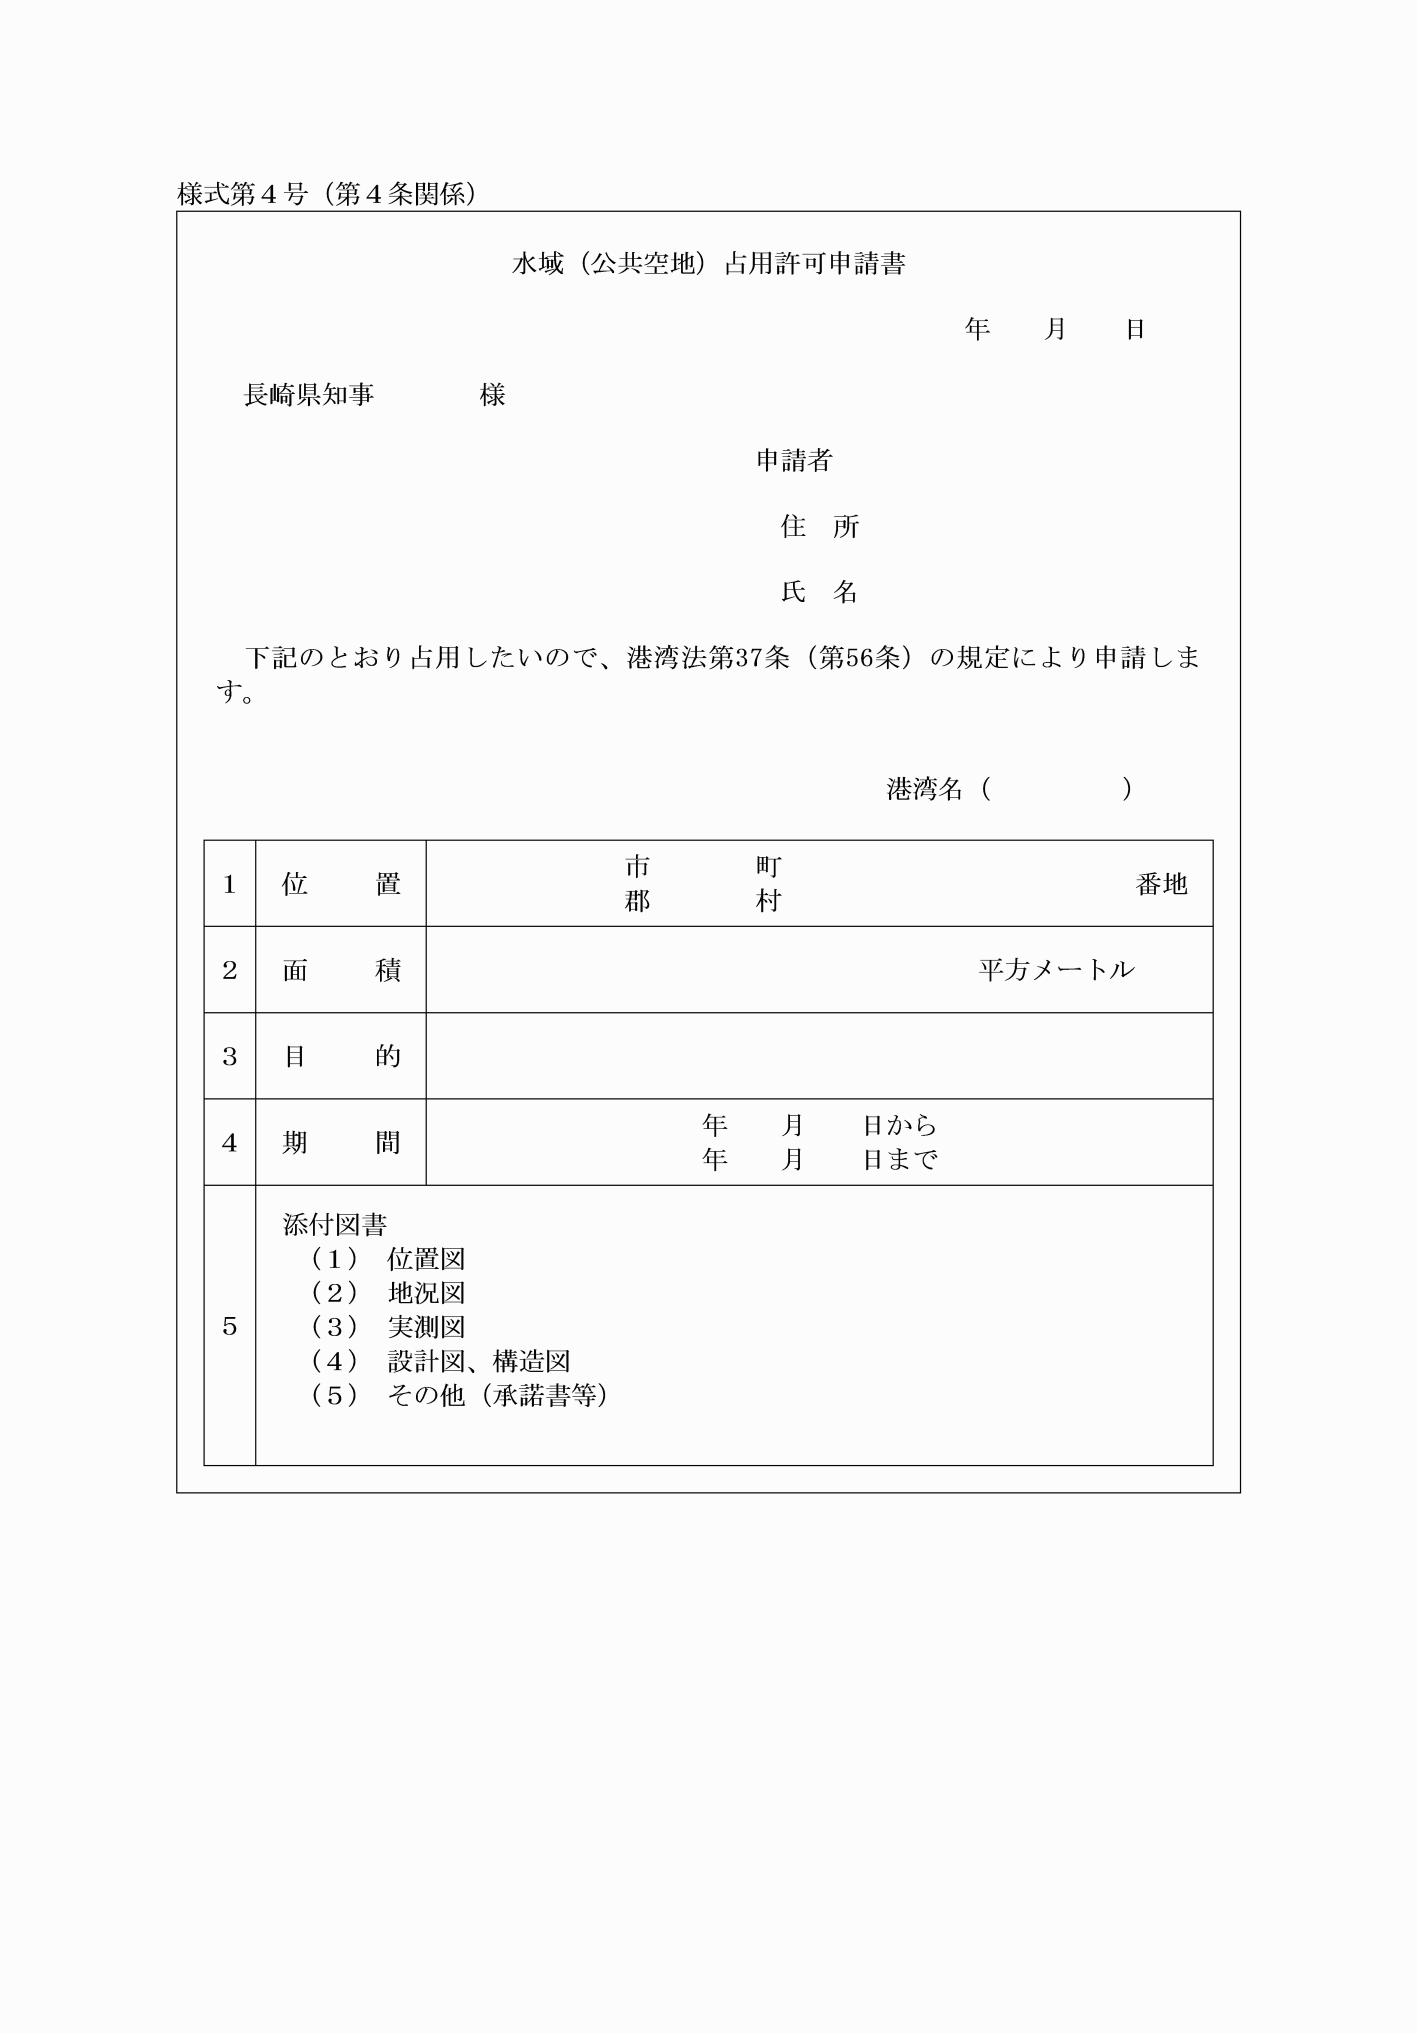 様式第４号（第４条関係）
水域（公共空地）占用許可申請書
年　　月　　日
長崎県知事　　　　様
申請者
住　所
氏　名
下記のとおり占用したいので、港湾法第37条（第56条）の規定により申請しま
す。
港湾名（　　　　　）
1　位　置　市　町　番地
郡　村
2　面　積　平方メートル
3　目　的
4　期　間　年　月　日から
年　月　日まで
5　添付図書
（1）　位置図
（2）　地況図
（3）　実測図
（4）　設計図、構造図
（5）　その他（承諾書等）